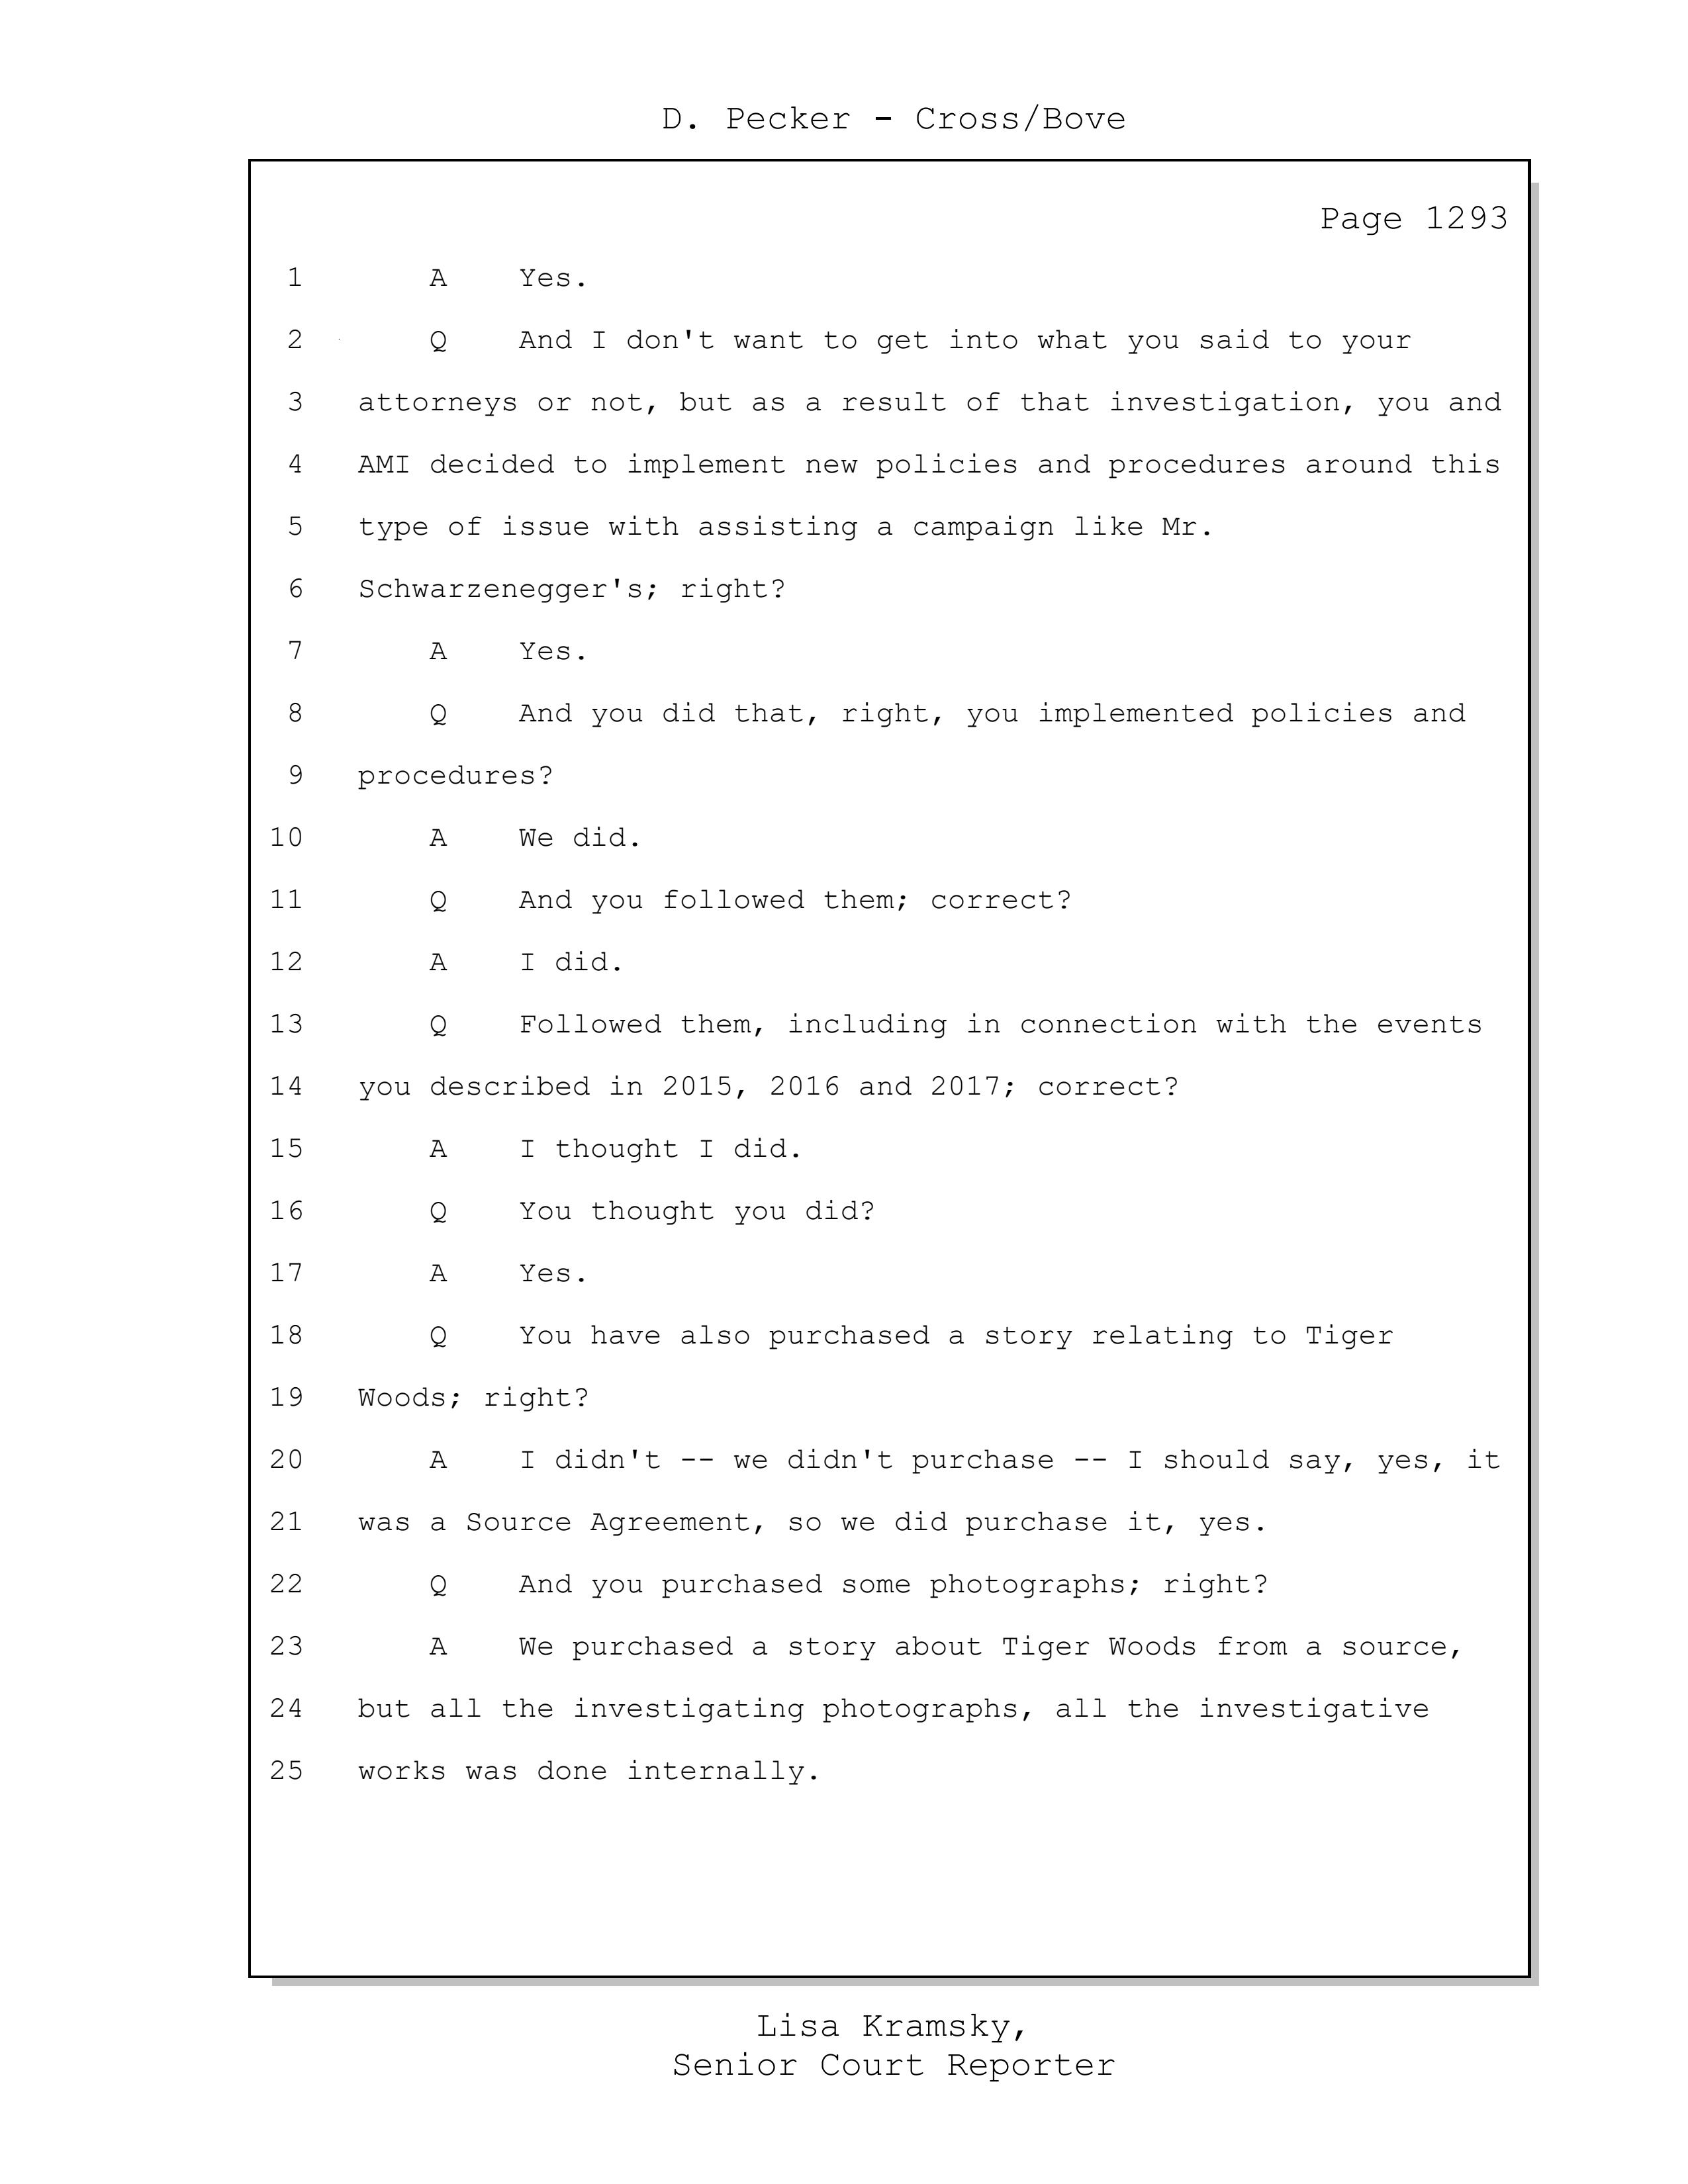 D. Pecker - Cross/Bove
Page 1293
1 A Yes.
2 Q And I don't want to get into what you said to your
3 attorneys or not, but as a result of that investigation, you and
4 AMI decided to implement new policies and procedures around this
5 type of issue with assisting a campaign like Mr.
6 Schwarzenegger's; right?
7 A Yes.
8 Q And you did that, right, you implemented policies and
9 procedures?
10 A We did.
11 Q And you followed them; correct?
12 A I did.
13 Q Followed them, including in connection with the events
14 you described in 2015, 2016 and 2017; correct?
15 A I thought I did.
16 Q You thought you did?
17 A Yes.
18 Q You have also purchased a story relating to Tiger
19 Woods; right?
20 A I didn't -- we didn't purchase -- I should say, yes, it
21 was a Source Agreement, so we did purchase it, yes.
22 Q And you purchased some photographs; right?
23 A We purchased a story about Tiger Woods from a source,
24 but all the investigating photographs, all the investigative
25 works was done internally.
Lisa Kramsky,
Senior Court Reporter